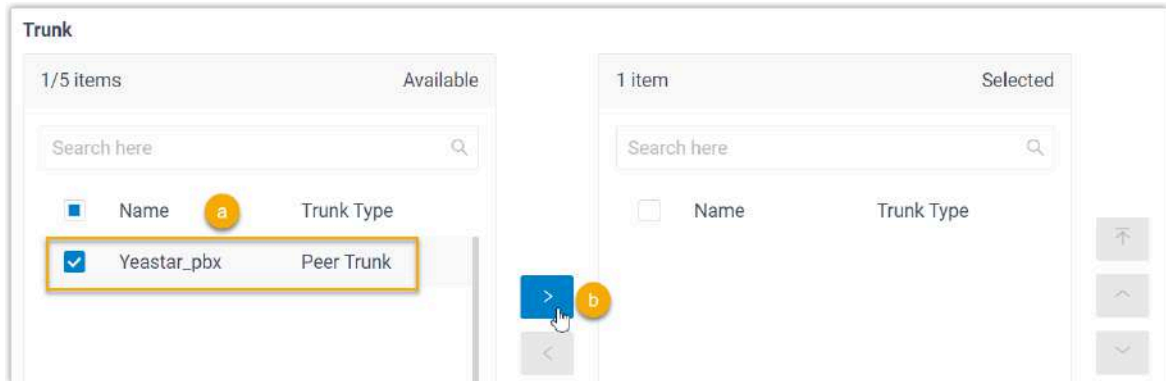 Trunk
1/5 items Available
1 item Selected
Search here
Search here
Name a Trunk Type
Name Trunk Type
Yeastar_pbx Peer Trunk
> b
<